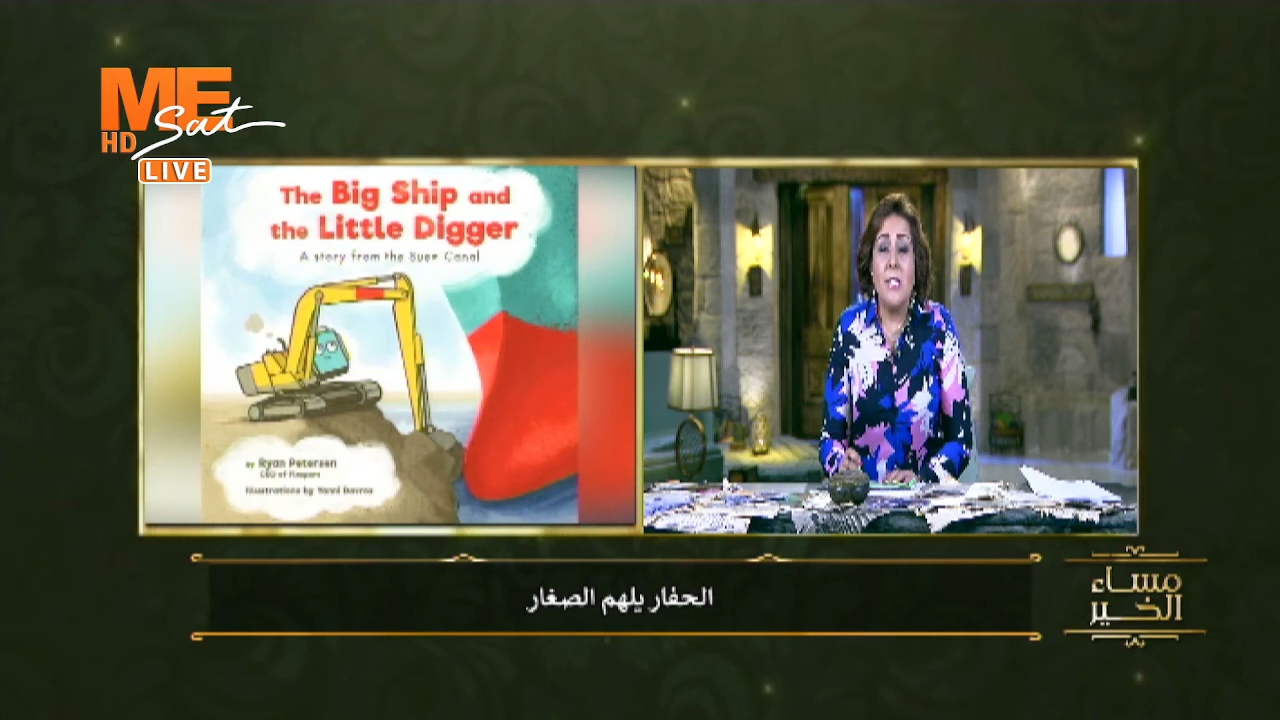 ME
Sat
HD
LIVE
The Big Ship and
the Little Digger
A story from the Suez Canal
by Ryan Petersen
CEO of Flexport
Illustrations by
الحفار يلهم الصغار
مساء
الخير